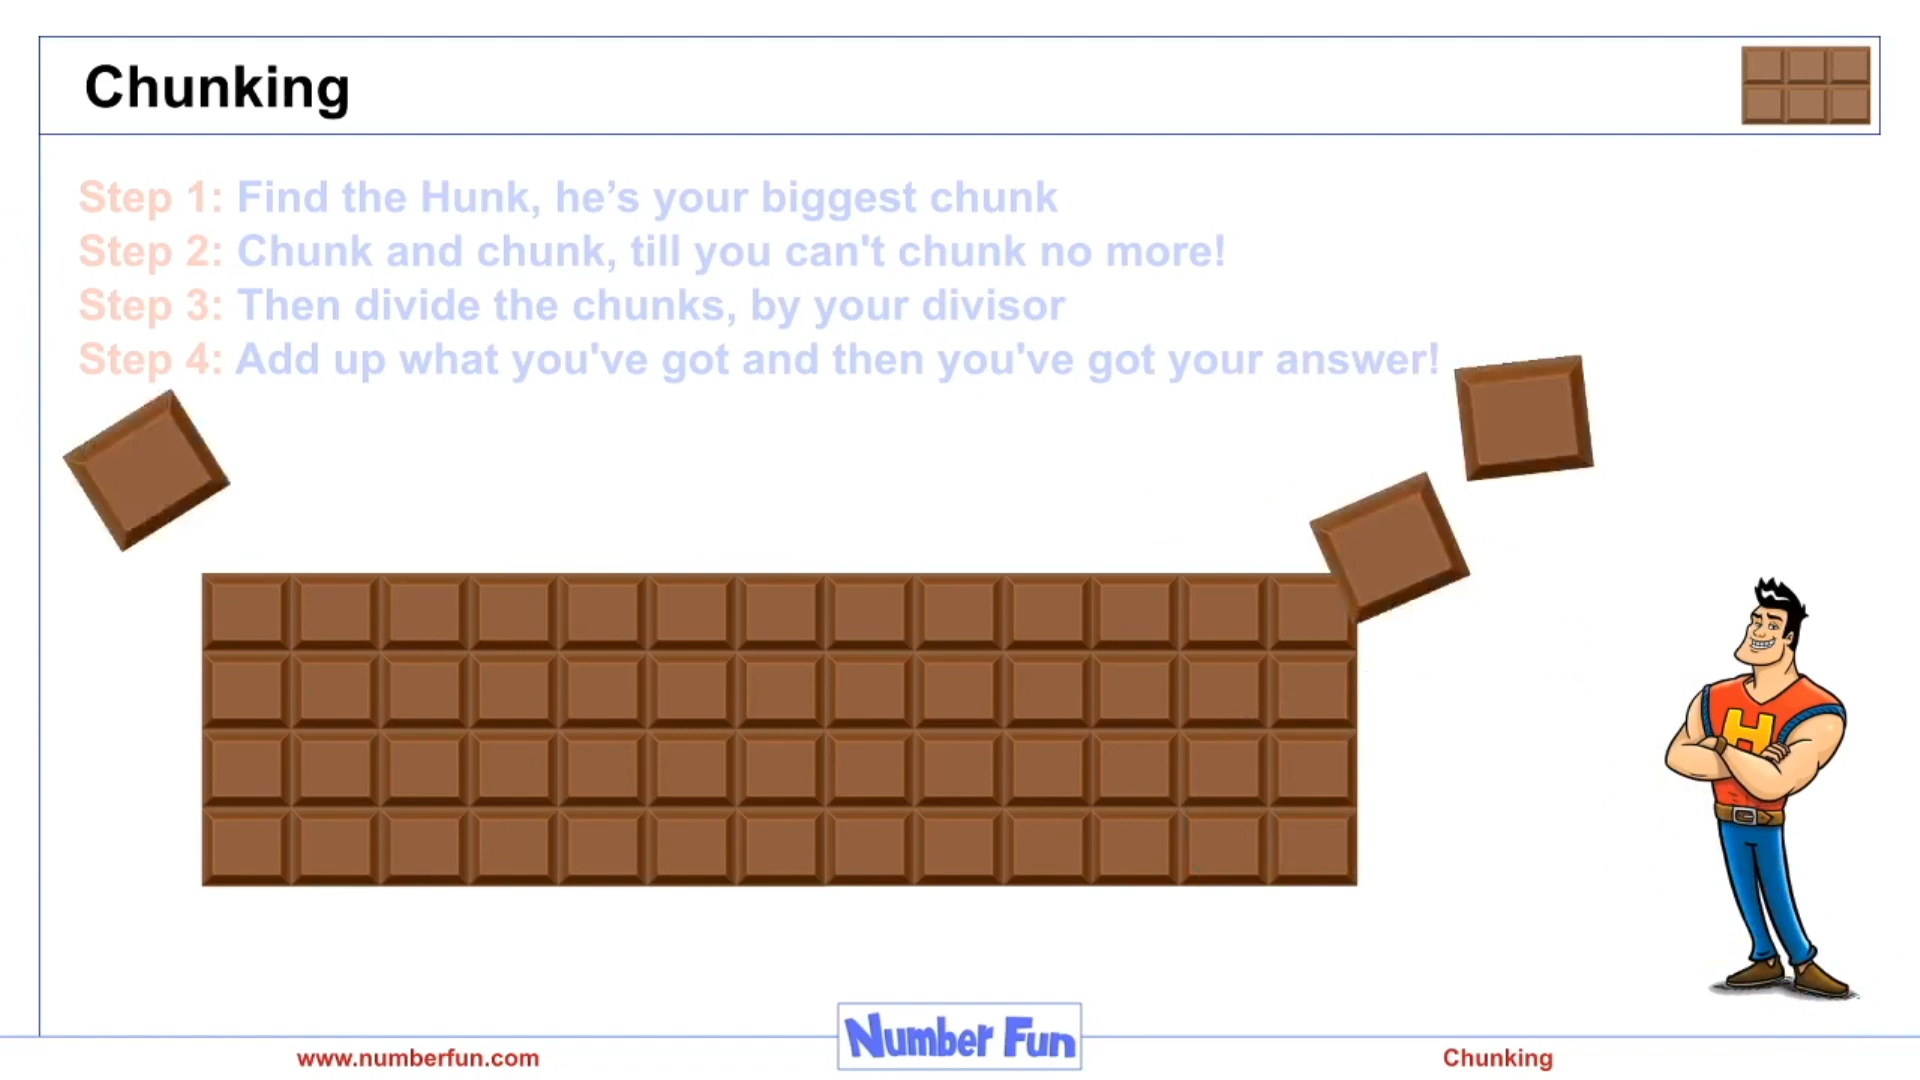 Chunking
Step 1: Find the Hunk, he’s your biggest chunk
Step 2: Chunk and chunk, till you can't chunk no more!
Step 3: Then divide the chunks, by your divisor
Step 4: Add up what you've got and then you've got your answer!
H
www.numberfun.com
Number Fun
Chunking